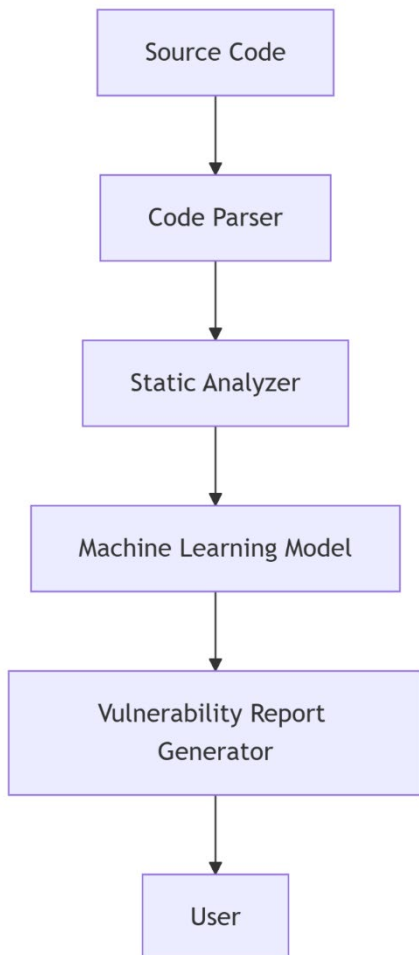 Source Code
Code Parser
Static Analyzer
Machine Learning Model
Vulnerability Report
Generator
User